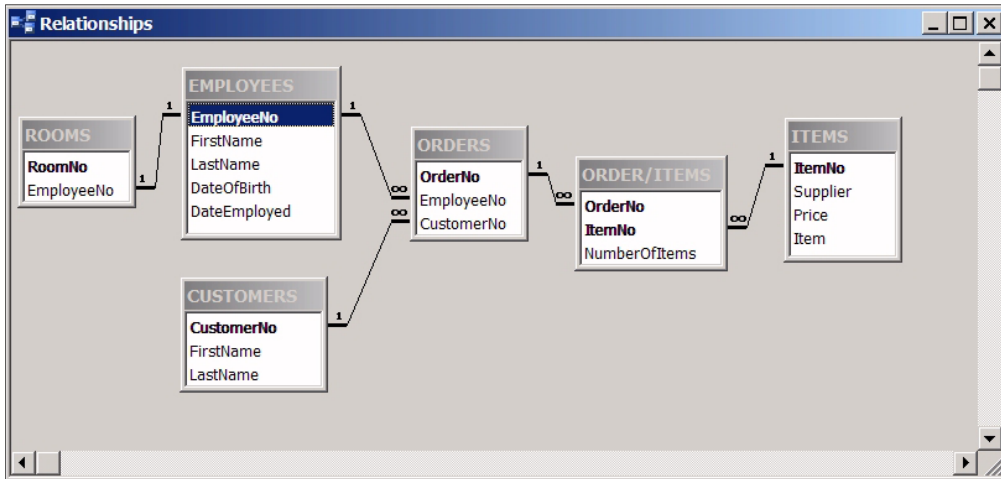 Relationships
ROOMS
RoomNo
EmployeeNo
1
1
EMPLOYEES
EmployeeNo
FirstName
LastName
DateOfBirth
DateEmployed
1
∞
CUSTOMERS
CustomerNo
FirstName
LastName
1
∞
ORDERS
OrderNo
EmployeeNo
CustomerNo
1
∞
ORDER/ITEMS
OrderNo
ItemNo
NumberOfItems
∞
1
ITEMS
ItemNo
Supplier
Price
Item